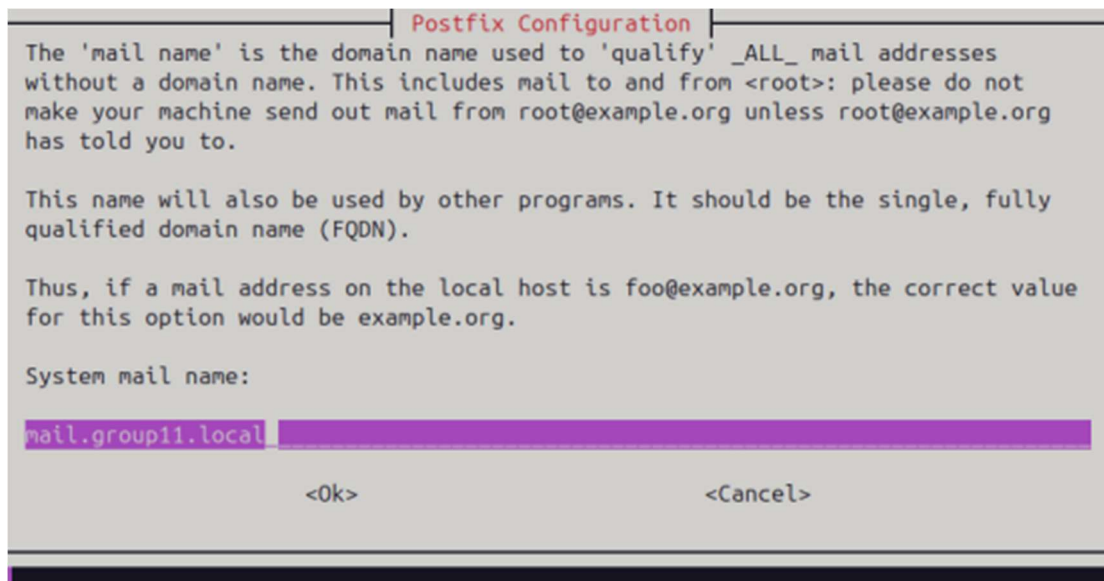 Postfix Configuration
The 'mail name' is the domain name used to 'qualify' _ALL_ mail addresses
without a domain name. This includes mail to and from <root>: please do not
make your machine send out mail from root@example.org unless root@example.org
has told you to.
This name will also be used by other programs. It should be the single, fully
qualified domain name (FQDN).
Thus, if a mail address on the local host is foo@example.org, the correct value
for this option would be example.org.
System mail name:
mail.group11.local
<Ok> <Cancel>